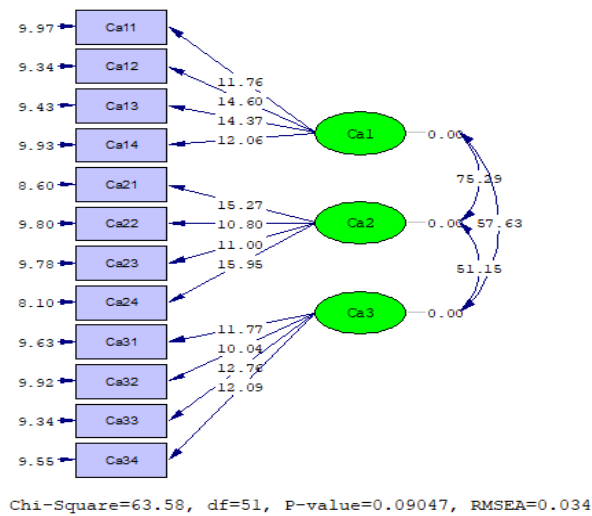 9.97 Ca11
9.34 Ca12
11.76
9.43 Ca13
14.60
14.37
Ca1 0.00
9.93 Ca14
12.06
8.60 Ca21
75.29
15.27
9.80 Ca22
10.80
Ca2 0.00 57.63
11.00
9.78 Ca23
15.95
51.15
8.10 Ca24
Ca3 0.00
11.77
9.63 Ca31
10.04
12.76
9.92 Ca32
12.09
9.34 Ca33
9.55 Ca34
Chi-Square=63.58, df=51, P-value=0.09047, RMSEA=0.034